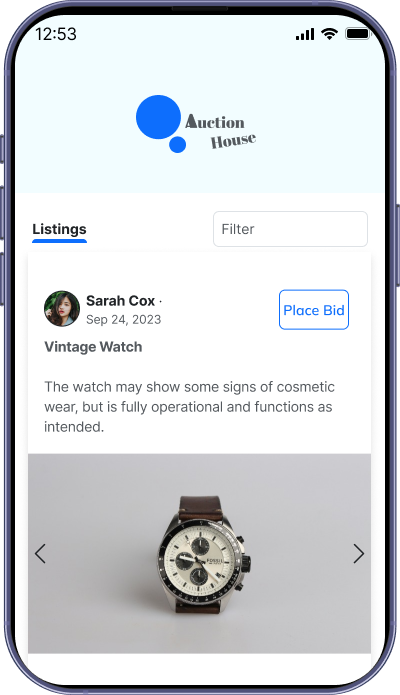 12:53
Auction
House
Listings
Filter
Sarah Cox ·
Sep 24, 2023
Place Bid
Vintage Watch
The watch may show some signs of cosmetic
wear, but is fully operational and functions as
intended.
FOSSIL